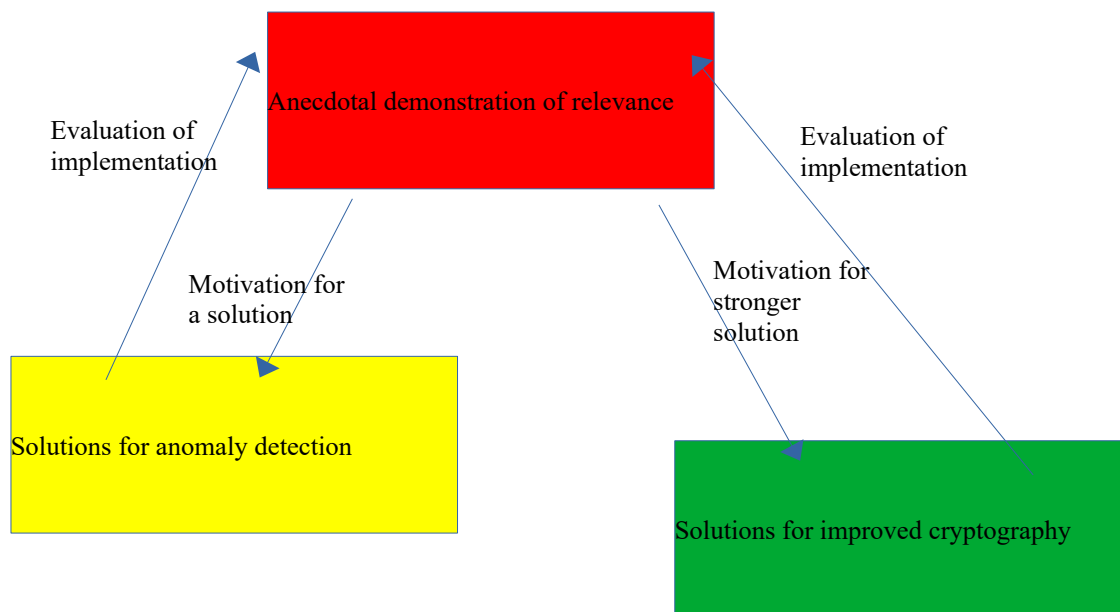 Anecdotal demonstration of relevance
Evaluation of
implementation
Evaluation of
implementation
Motivation for
a solution
Motivation for
stronger
solution
Solutions for anomaly detection
Solutions for improved cryptography